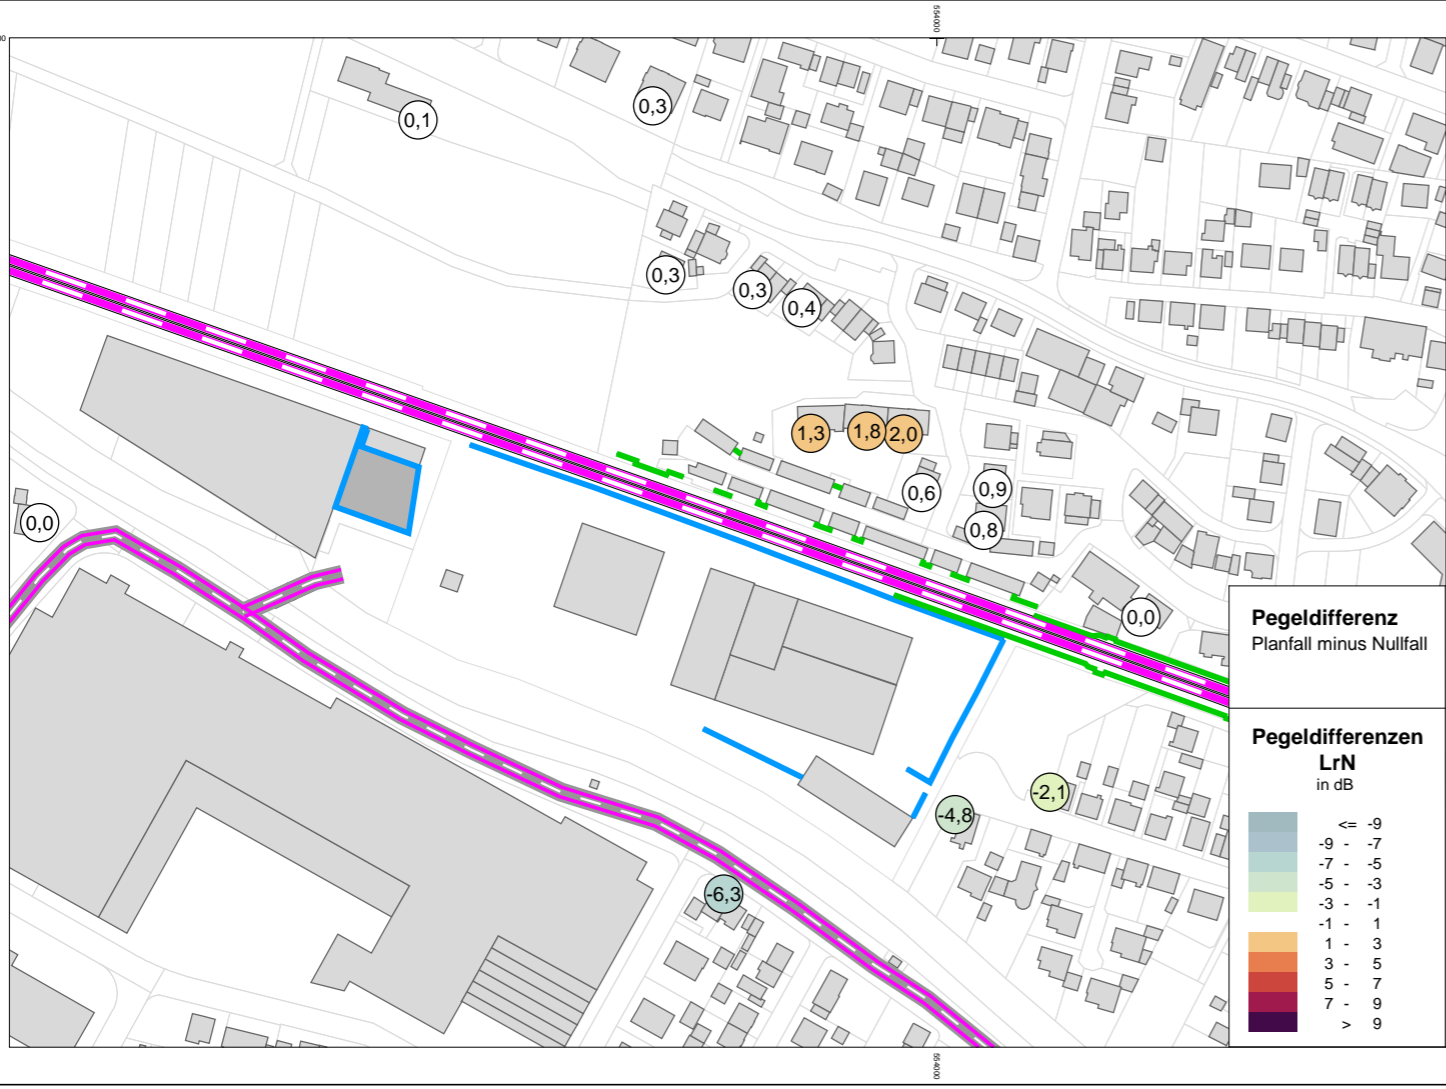 554000
0,1
0,3
0,3
0,3
0,4
1,3
1,8
2,0
0,6
0,9
0,8
0,0
0,0
-2,1
-4,8
-6,3
Pegeldifferenz
Planfall minus Nullfall
Pegeldifferenzen
LrN
in dB
<= -9
-9 - -7
-7 - -5
-5 - -3
-3 - -1
-1 - 1
1 - 3
3 - 5
5 - 7
7 - 9
> 9
554000